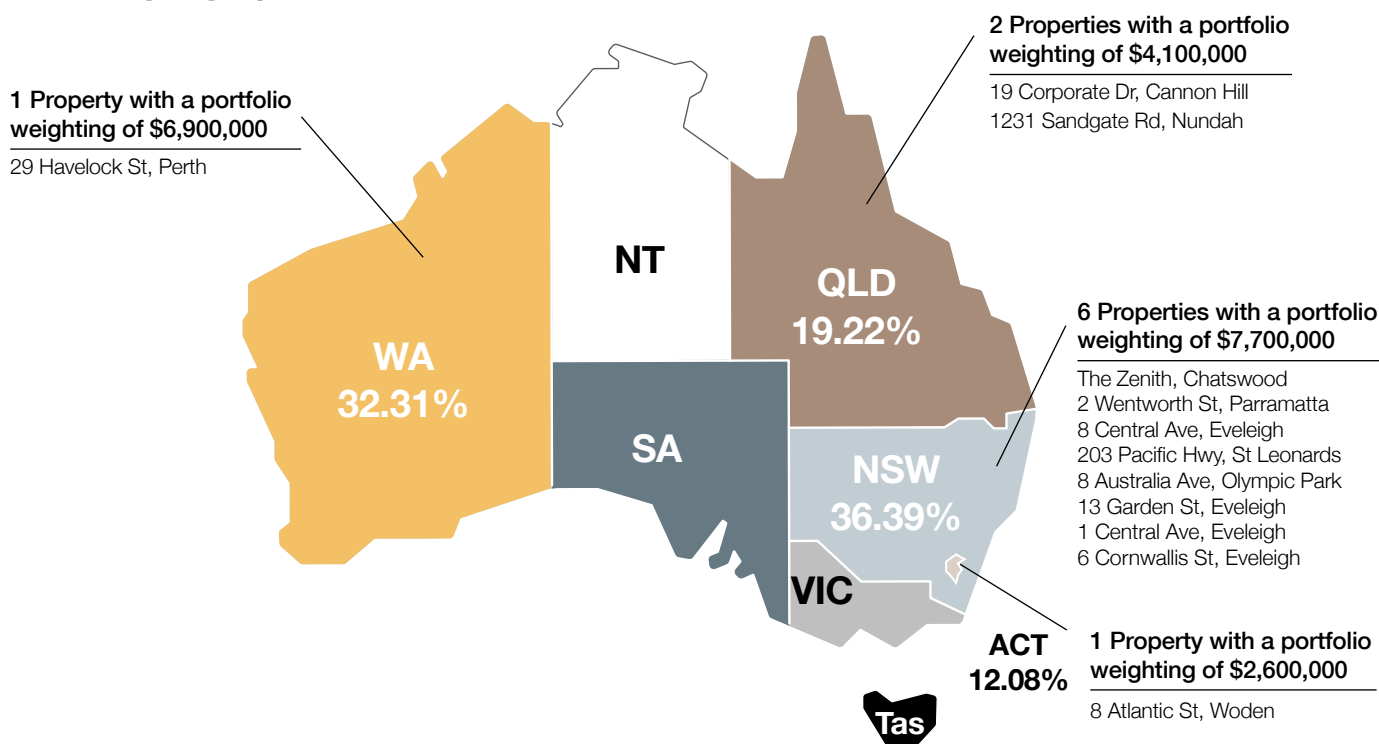 2 Properties with a portfolio
weighting of $4,100,000
19 Corporate Dr, Cannon Hill
1231 Sandgate Rd, Nundah
1 Property with a portfolio
weighting of $6,900,000
29 Havelock St, Perth
NT
QLD
19.22%
WA
32.31%
SA
NSW
36.39%
6 Properties with a portfolio
weighting of $7,700,000
The Zenith, Chatswood
2 Wentworth St, Parramatta
8 Central Ave, Eveleigh
203 Pacific Hwy, St Leonards
8 Australia Ave, Olympic Park
13 Garden St, Eveleigh
1 Central Ave, Eveleigh
6 Cornwallis St, Eveleigh
VIC
ACT
12.08%
1 Property with a portfolio
weighting of $2,600,000
8 Atlantic St, Woden
Tas